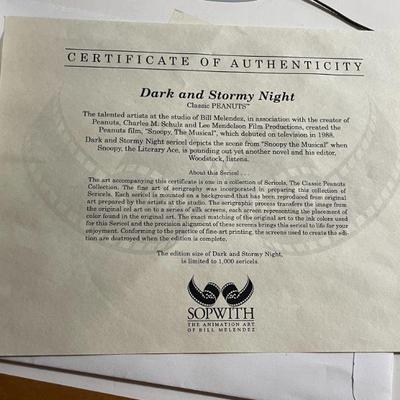 CERTIFICATE OF AUTHENTICITY
Dark and Stormy Night
Classic PEANUTS™
The talented artists at the studio of Bill Melendez, in association with the creator of
Peanuts, Charles M. Schulz and Lee Mendelson Film Productions, created the
Peanuts film, "Snoopy, The Musical", which debuted on television in 1988.
Dark and Stormy Night sericel depicts the scene from "Snoopy the Musical" when
Snoopy, the Literary Ace, is pounding out yet another novel and his editor,
Woodstock, listens.
About this Sericel
The art accompanying this certificate is one in a collection of Sericels, The Classic Peanuts
Collection. The fine art of serigraphy was incorporated in preparing this collection of
Sericels. Each sericel is mounted on a background that has been reproduced from original
art prepared by the artists at the studio. The serigraphic process transfers the image from
the original cel art on to a series of silk screens, each screen representing the placement of
color found in the original art. The exact matching of the original art to the ink colors used
for this Sericel and the precision alignment of these screens brings this sericel to life for your
enjoyment. Conforming to the practice of fine art printing, the screens used to create the edi-
tion are destroyed when the edition is complete.
The edition size of Dark and Stormy Night,
is limited to 1,000 sericels.
SOPWITH
THE ANIMATION ART
OF BILL MELENDEZ